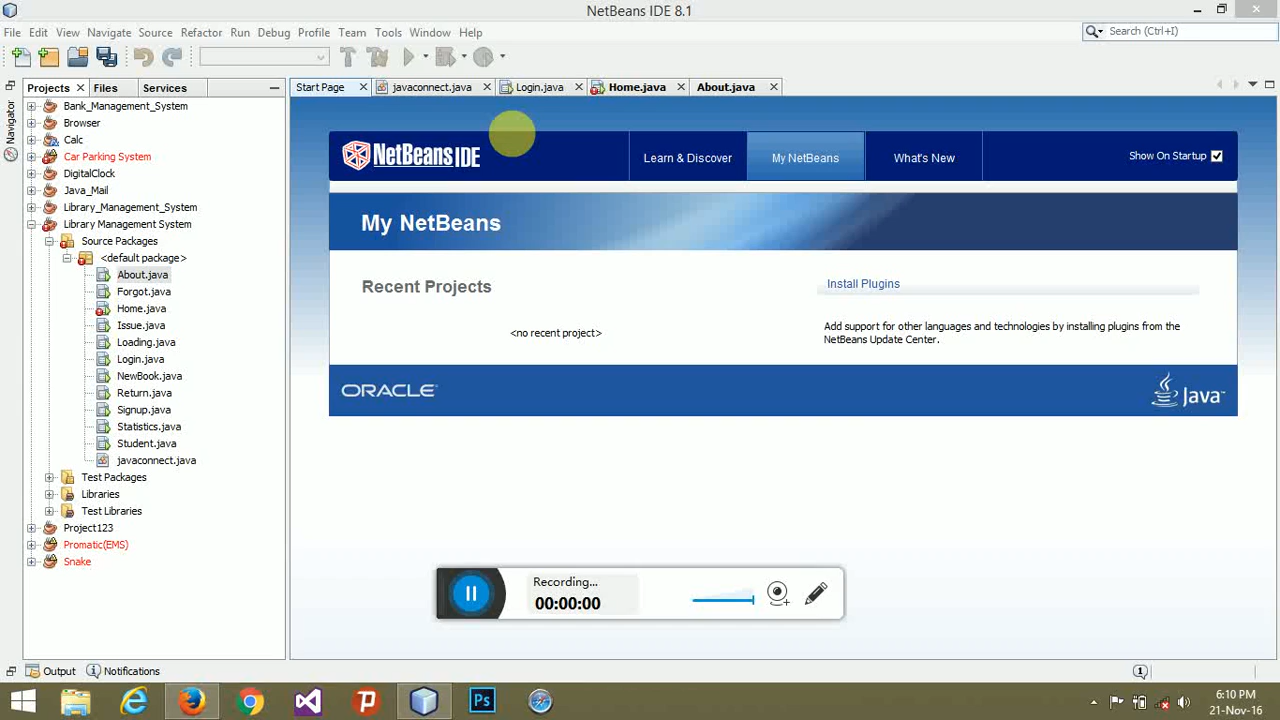 NetBeans IDE 8.1
File Edit View Navigate Source Refactor Run Debug Profile Team Tools Window Help
Search (Ctrl+I)
Projects Files Services
Start Page javaconnect.java Login.java Home.java About.java
Navigator
Bank_Management_System
Browser
Calc
Car Parking System
DigitalClock
Java_Mail
Library_Management_System
Library Management System
Source Packages
<default package>
About.java
Forgot.java
Home.java
Issue.java
Loading.java
Login.java
NewBook.java
Return.java
Signup.java
Statistics.java
Student.java
javaconnect.java
Test Packages
Libraries
Test Libraries
Project123
Promatic(EMS)
Snake
NetBeans IDE
Learn & Discover
My NetBeans
What's New
Show On Startup
My NetBeans
Recent Projects
<no recent project>
Install Plugins
Add support for other languages and technologies by installing plugins from the
NetBeans Update Center.
ORACLE
Java
Recording...
00:00:00
Output Notifications
1
Ps
6:10 PM
21-Nov-16